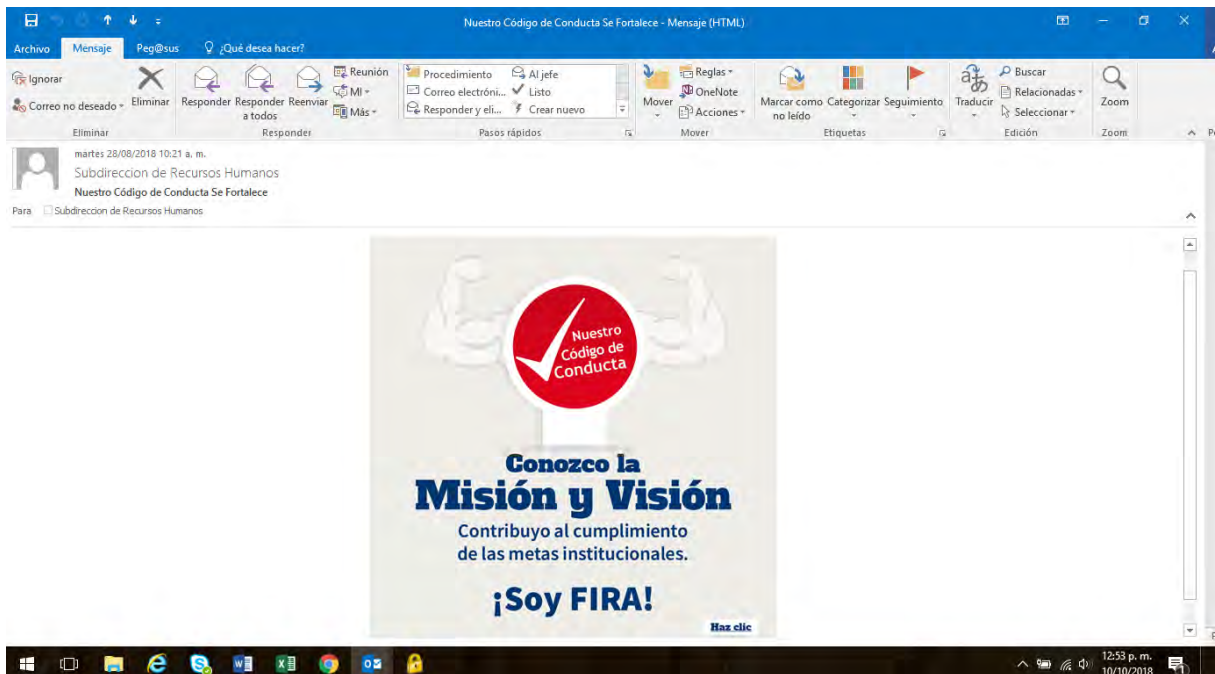 Nuestro Código de Conducta Se Fortalece - Mensaje (HTML)
Archivo Mensaje Peg@sus ¿Qué desea hacer?
Ignorar
Correo no deseado
Eliminar
Responder
Responder a todos
Reenviar
Reunión
MI
Más
Procedimiento
Correo electróni...
Responder y eli...
Al jefe
Listo
Crear nuevo
Mover
Reglas
OneNote
Acciones
Marcar como no leído
Categorizar
Seguimiento
Traducir
Buscar
Relacionadas
Seleccionar
Zoom
Eliminar Responder Pasos rápidos Mover Etiquetas Edición Zoom
martes 28/08/2018 10:21 a. m.
Subdireccion de Recursos Humanos
Nuestro Código de Conducta Se Fortalece
Para Subdireccion de Recursos Humanos
Nuestro
Código de
Conducta
Conozco la
Misión y Visión
Contribuyo al cumplimiento
de las metas institucionales.
¡Soy FIRA!
Haz clic
12:53 p. m.
10/10/2018